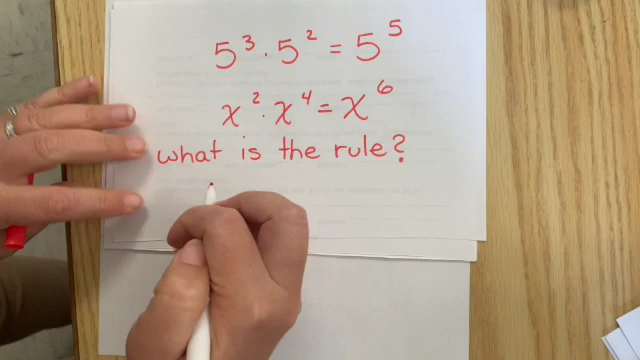 5³ · 5² = 5⁵
x² · x⁴ = x⁶
what is the rule?